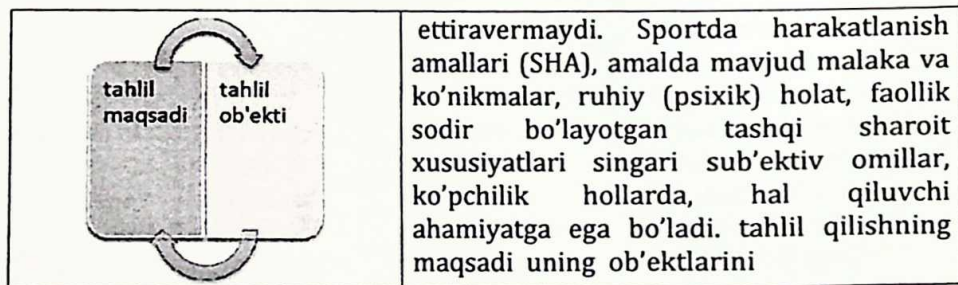 tahlil
maqsadi
tahlil
ob'ekti
ettiravermaydi. Sportda harakatlanish
amallari (SHA), amalda mavjud malaka va
ko'nikmalar, ruhiy (psixik) holat, faollik
sodir bo'layotgan tashqi sharoit
xususiyatlari singari sub'ektiv omillar,
ko'pchilik hollarda, hal qiluvchi
ahamiyatga ega bo'ladi. tahlil qilishning
maqsadi uning ob'ektlarini